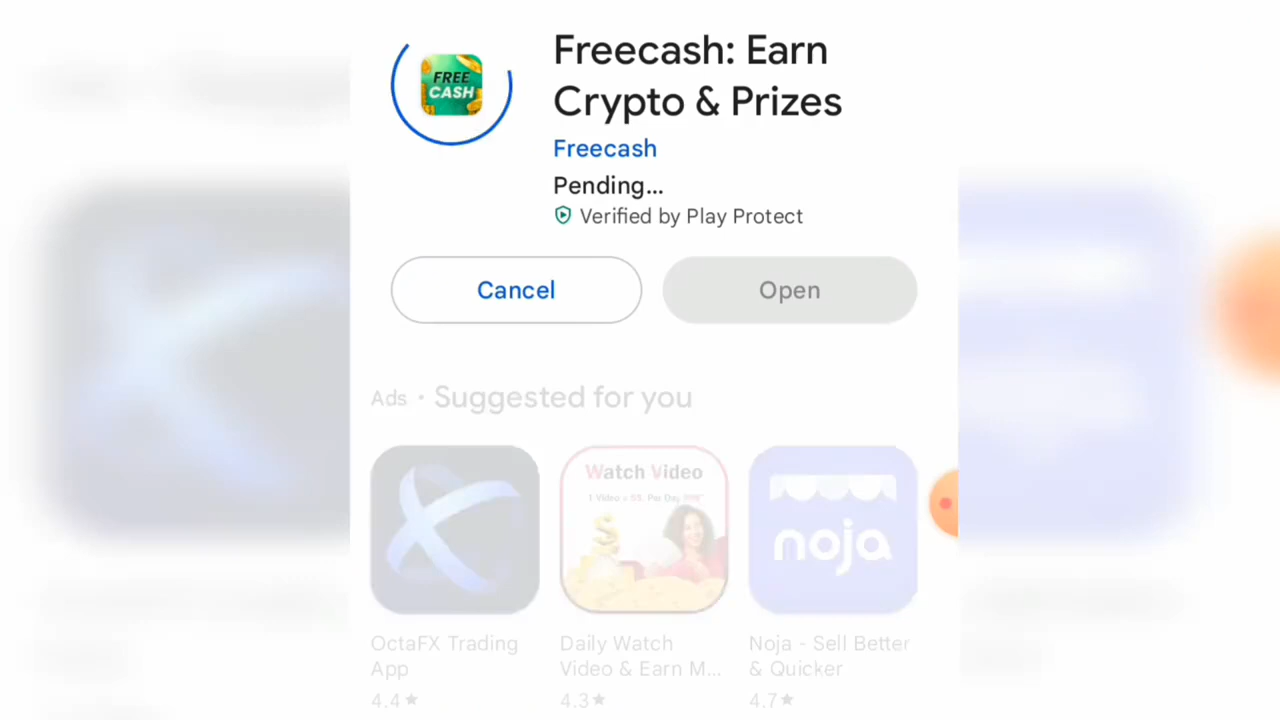 FREE
CASH
Freecash: Earn
Crypto & Prizes
Freecash
Pending...
Verified by Play Protect
Cancel
Open
Ads • Suggested for you
Watch Video
noja
OctaFX Trading
App
4.4★
Daily Watch
Video & Earn M...
4.3★
Noja - Sell Better
& Quicker
4.7★